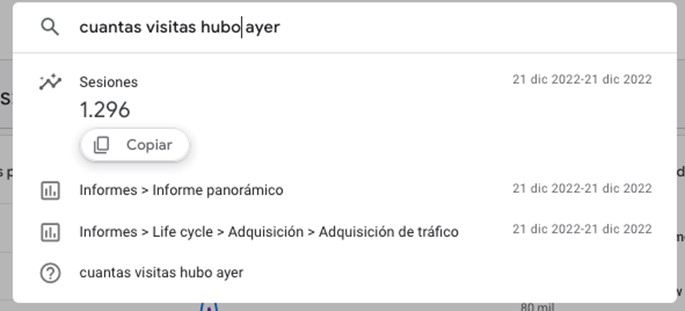 cuantas visitas hubo ayer
Sesiones 21 dic 2022-21 dic 2022
1.296
Copiar
Informes > Informe panorámico 21 dic 2022-21 dic 2022
Informes > Life cycle > Adquisición > Adquisición de tráfico 21 dic 2022-21 dic 2022
cuantas visitas hubo ayer
80 mil